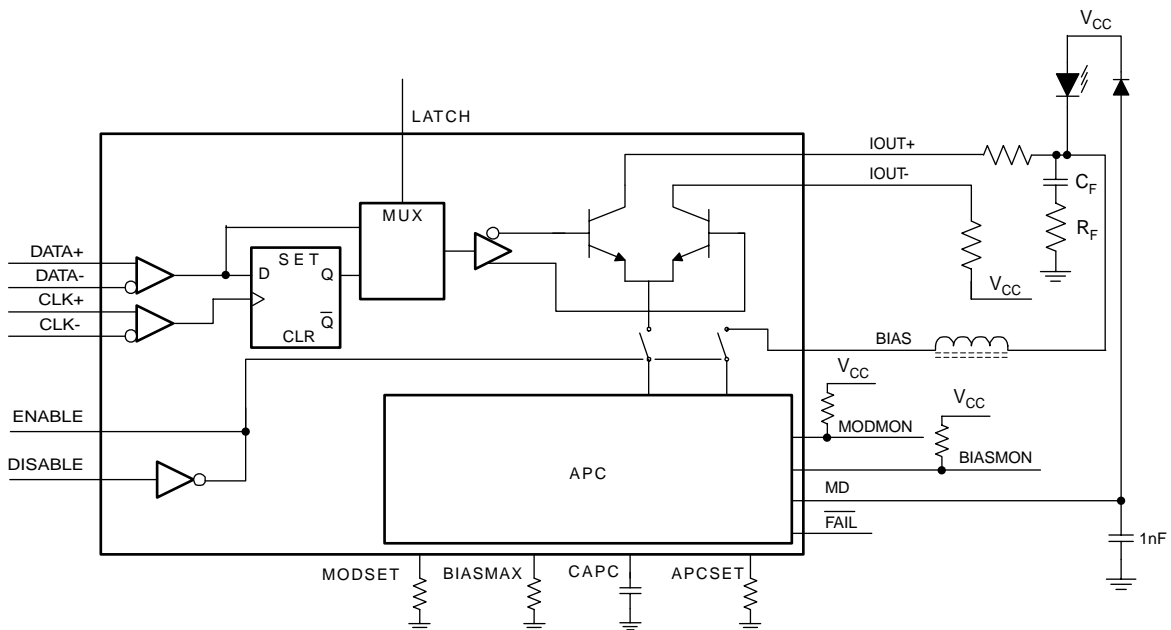 VCC
LATCH
IOUT+
IOUT-
CF
RF
MUX
DATA+
DATA-
CLK+
CLK-
SET
D
Q
Q̅
CLR
VCC
BIAS
VCC
VCC
ENABLE
DISABLE
MODMON
BIASMON
APC
MD
F̅A̅I̅L̅
1nF
MODSET
BIASMAX
CAPC
APCSET